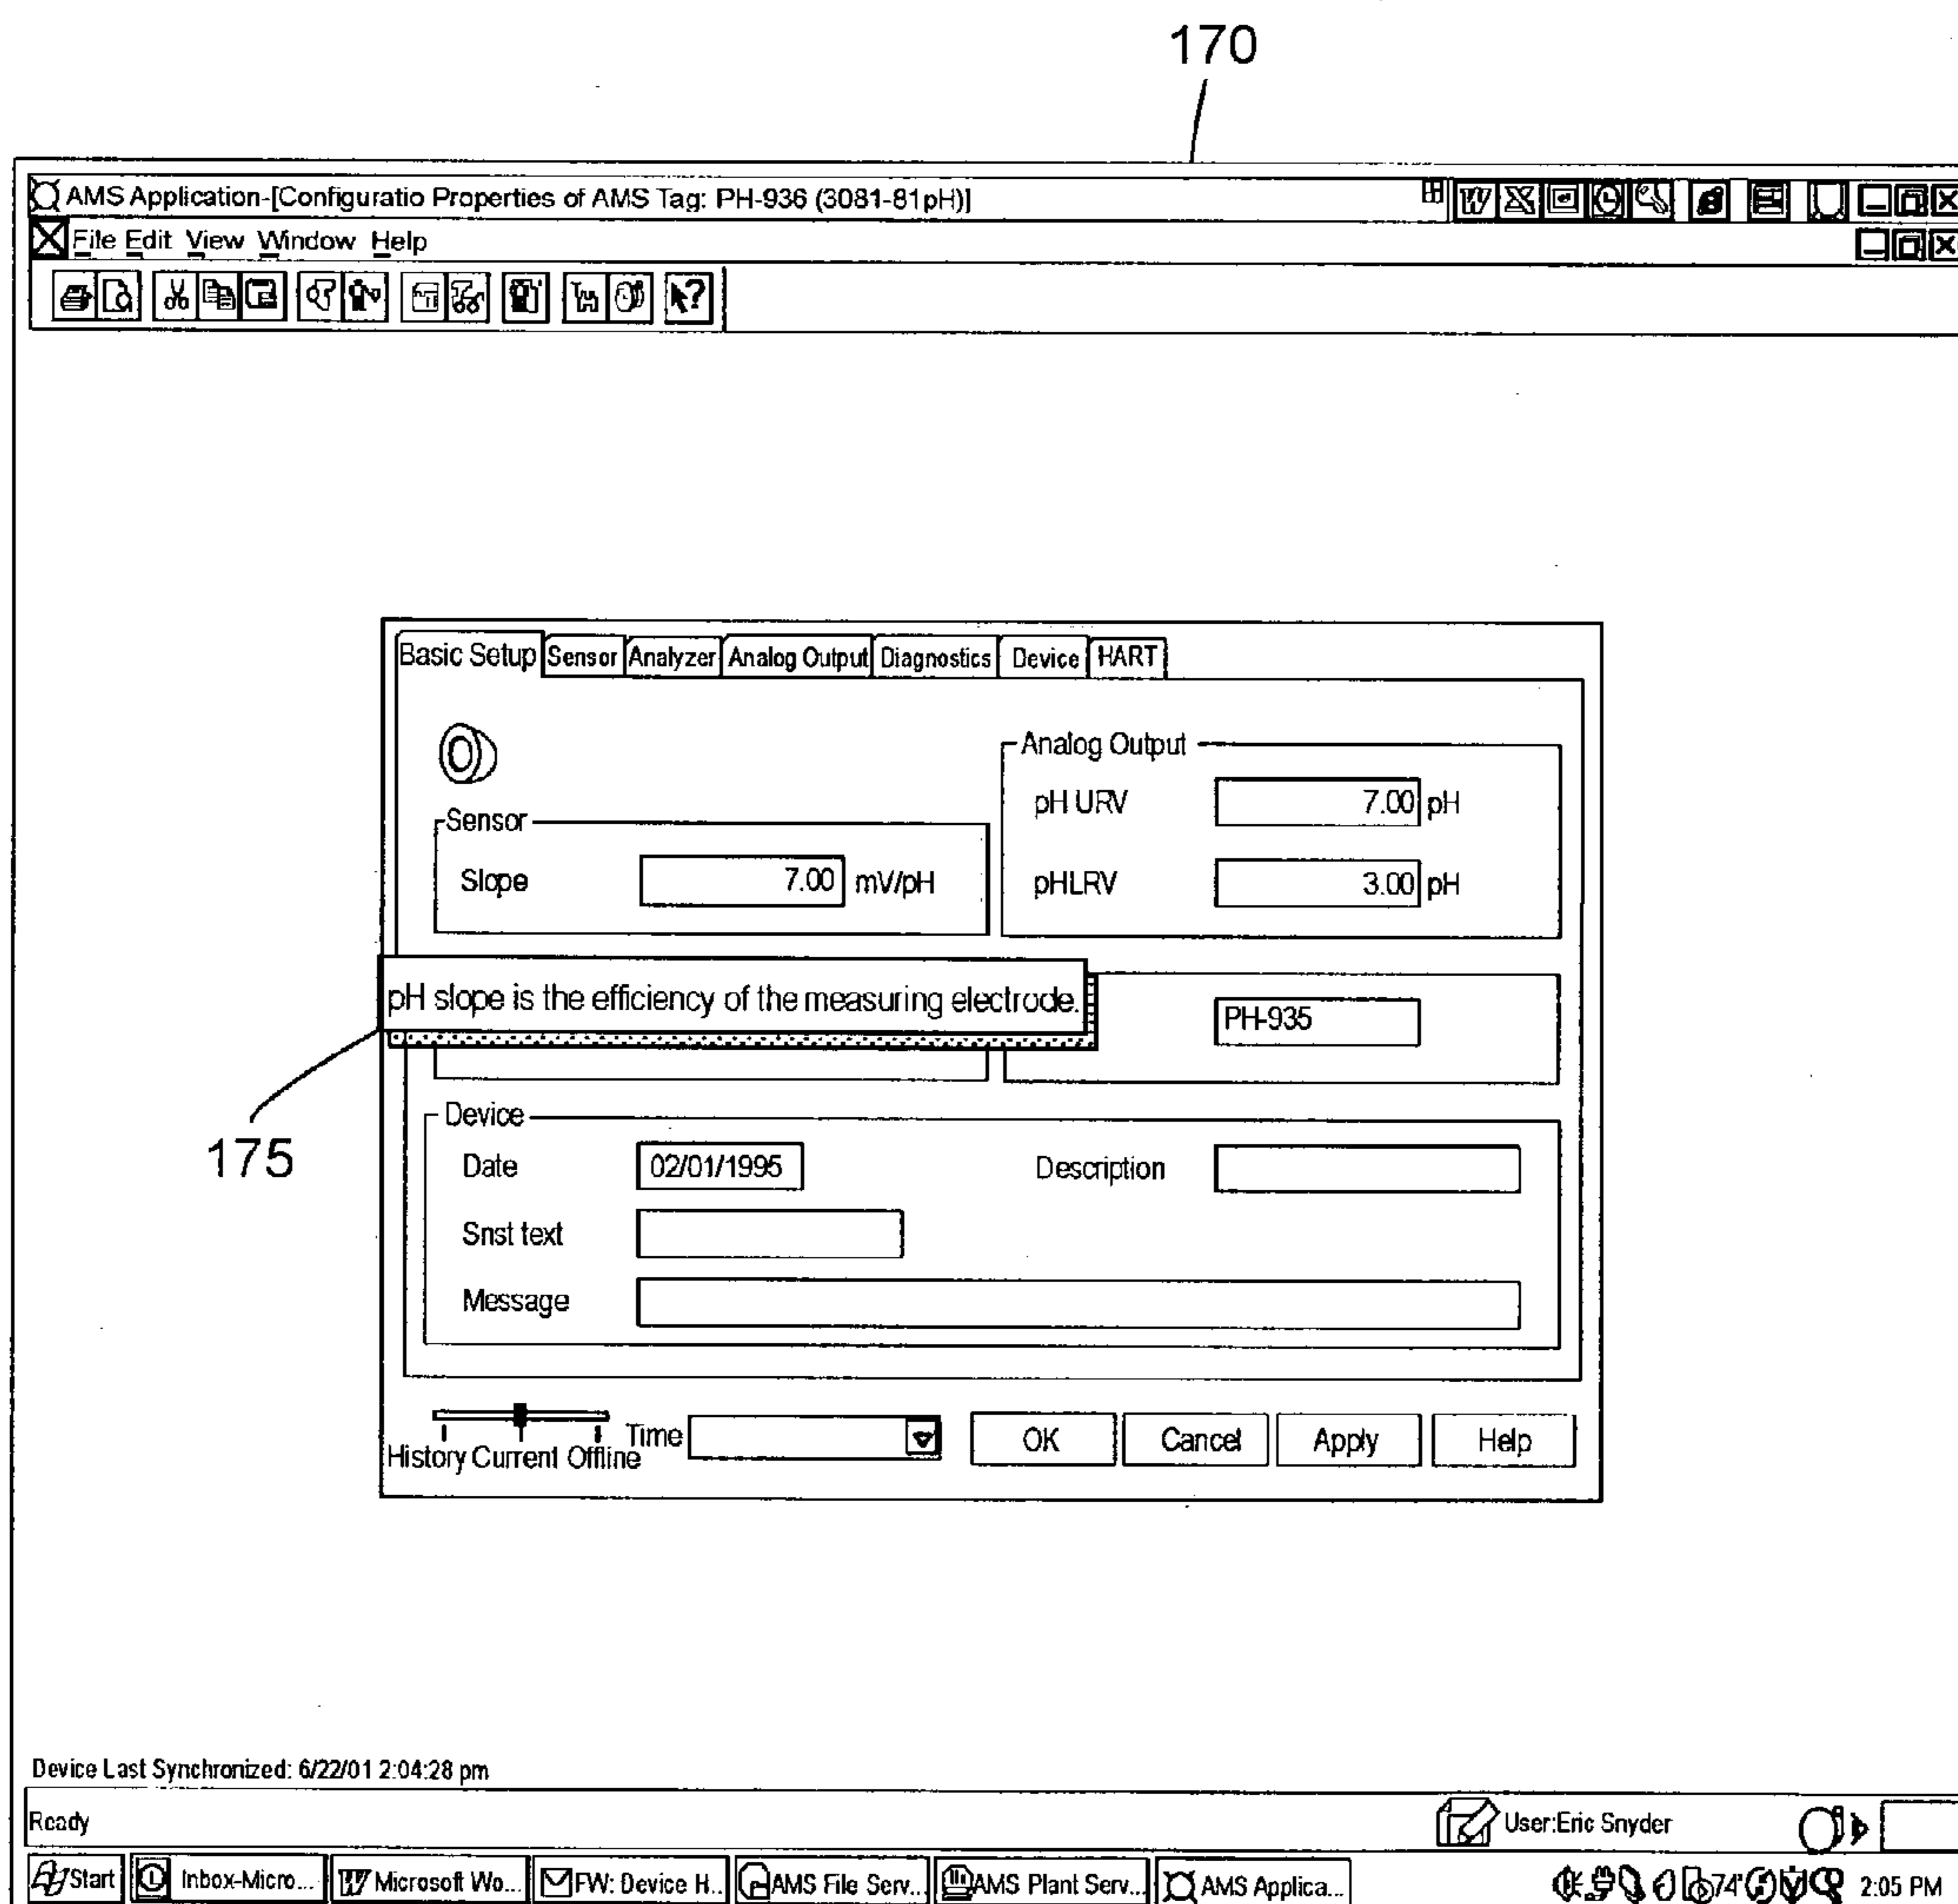 170
AMS Application-[Configuratio Properties of AMS Tag: PH-936 (3081-81pH)]
File Edit View Window Help
Basic Setup Sensor Analyzer Analog Output Diagnostics Device HART
Analog Output
pH URV 7.00 pH
Sensor
Slope 7.00 mV/pH
pHLRV 3.00 pH
pH slope is the efficiency of the measuring electrode.
PH-935
175
Device
Date 02/01/1995 Description
Snst text
Message
History Current Offline Time OK Cancel Apply Help
Device Last Synchronized: 6/22/01 2:04:28 pm
Ready User:Eric Snyder
Start Inbox-Micro... Microsoft Wo... FW: Device H.. AMS File Serv... AMS Plant Serv... AMS Applica... 74° 2:05 PM